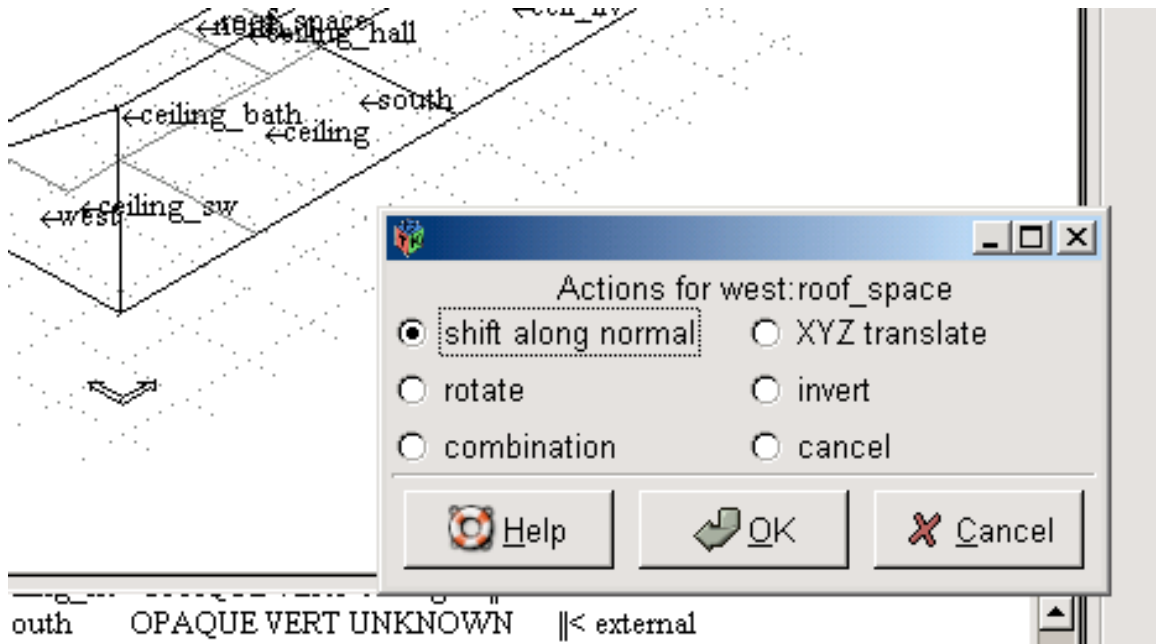 ←ceiling_hall
←ceiling_bath
←south
←ceiling
←west
←ceiling_sw
Actions for west:roof_space
shift along normal
XYZ translate
rotate
invert
combination
cancel
Help
OK
Cancel
outh OPAQUE VERT UNKNOWN ||< external